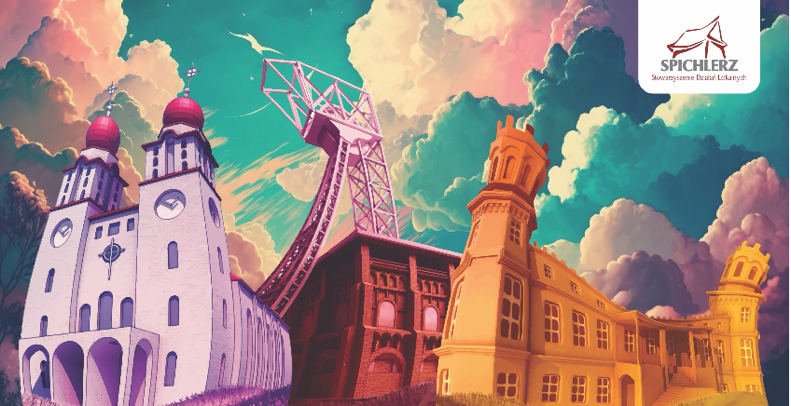 SPICHLERZ
Stowarzyszenie Działań Lokalnych